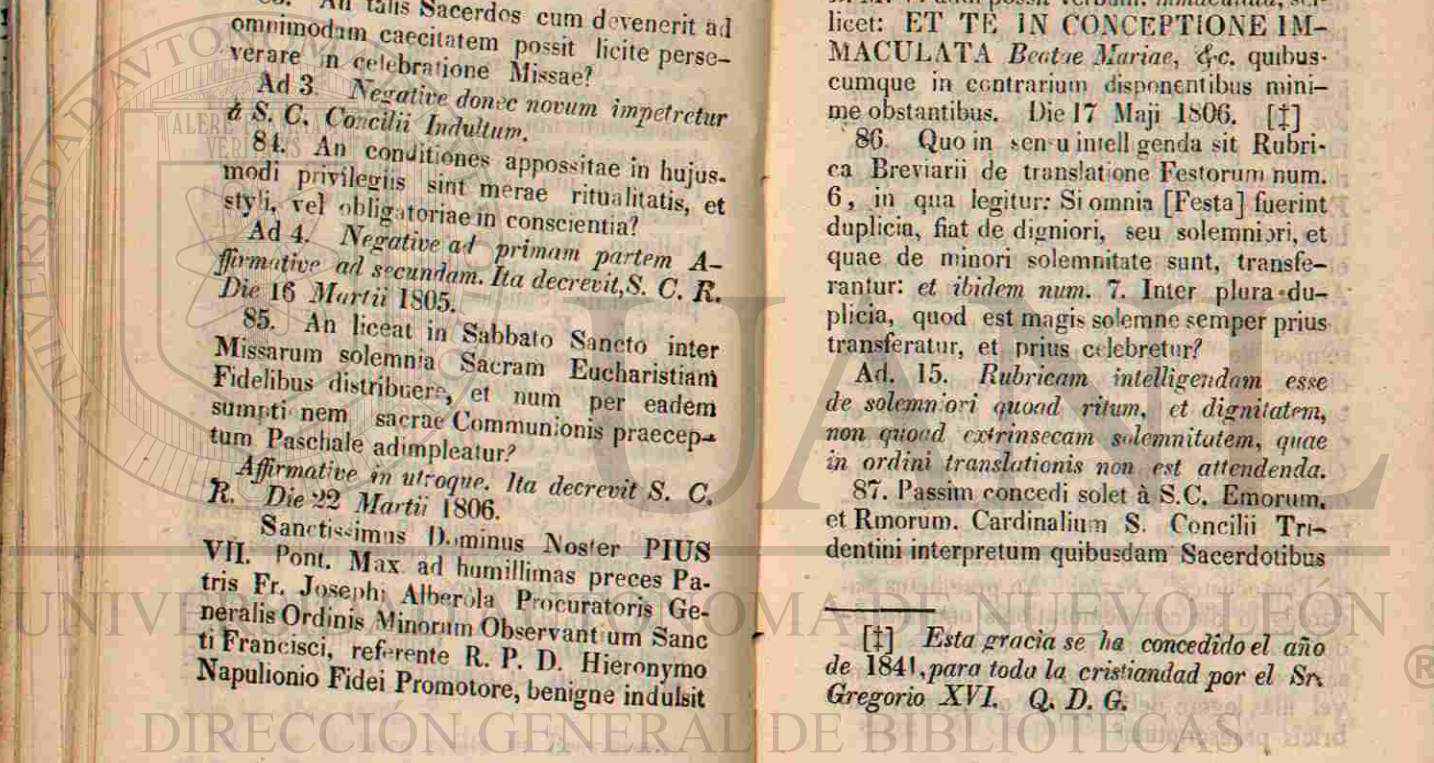 An talis Sacerdos cum devenerit ad
omnimodam caecitatem possit licite perse-
verare in celebratione Missae?
Ad 3. Negative donec novum impetretur
à S. C. Concilii Indultum.
84. An conditiones appossitae in hujus-
modi privilegiis sint merae ritualitatis, et
styli, vel obligatoriae in conscientia?
Ad 4. Negative ad primam partem A-
ffirmative ad secundam. Ita decrevit, S. C. R.
Die 16 Martii 1805.
85. An liceat in Sabbato Sancto inter
Missarum solemnia Sacram Eucharistiam
Fidelibus distribuere, et num per eadem
sumpti nem sacrae Communionis praecep-
tum Paschale adimpleatur?
Affirmative in utroque. Ita decrevit S. C.
R. Die 22 Martii 1806.
Sanctissimus Dominus Noster PIUS
VII. Pont. Max. ad humillimas preces Pa-
tris Fr. Josephi Alberola Procuratoris Ge-
neralis Ordinis Minorum Observantium Sanc
ti Francisci, referente R. P. D. Hieronymo
Napulionio Fidei Promotore, benigne indulsit
licet: ET TE IN CONCEPTIONE IM-
MACULATA Beatae Mariae, &c. quibus-
cumque in contrarium disponentibus mini-
me obstantibus. Die 17 Maji 1806. [‡]
86. Quo in sensu intelligenda sit Rubri-
ca Breviarii de translatione Festorum num.
6, in qua legitur: Si omnia [Festa] fuerint
duplicia, fiat de digniori, seu solemniori, et
quae de minori solemnitate sunt, transfe-
rantur: et ibidem num. 7. Inter plura du-
plicia, quod est magis solemne semper prius
transferatur, et prius celebretur?
Ad. 15. Rubricam intelligendam esse
de solemniori quoad ritum, et dignitatem,
non quoad extrinsecam solemnitatem, quae
in ordini translationis non est attendenda.
87. Passim concedi solet à S.C. Emorum,
et Rmorum. Cardinalium S. Concilii Tri-
dentini interpretum quibusdam Sacerdotibus
[‡] Esta gracia se ha concedido el año
de 1841, para toda la cristiandad por el Sr.
Gregorio XVI. Q. D. G.
UNIVERSIDAD AUTÓNOMA DE NUEVO LEÓN
DIRECCIÓN GENERAL DE BIBLIOTECAS
UANL
®
ALERE FLAMMAM
VERITATIS